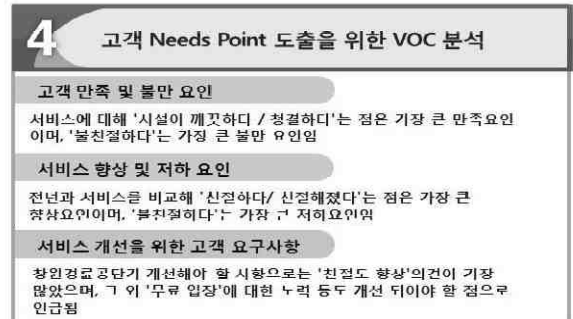 4
고객 Needs Point 도출을 위한 VOC 분석
고객 만족 및 불만 요인
서비스에 대해 '시설이 깨끗하다 / 청결하다'는 점은 가장 큰 만족요인
이며, '불친절하다'는 가장 큰 불만 요인임
서비스 향상 및 저하 요인
전년과 서비스를 비교해 '친절하다/ 친절해졌다'는 점은 가장 큰
향상요인이며, '불친절하다'는 가장 큰 저하요인임
서비스 개선을 위한 고객 요구사항
창원경륜공단기 개선해야 할 사항으로는 '친절도 향상'의견이 가장
많았으며, 그 외 '무료 입장'에 대한 노력 등도 개선 되어야 할 점으로
언급됨